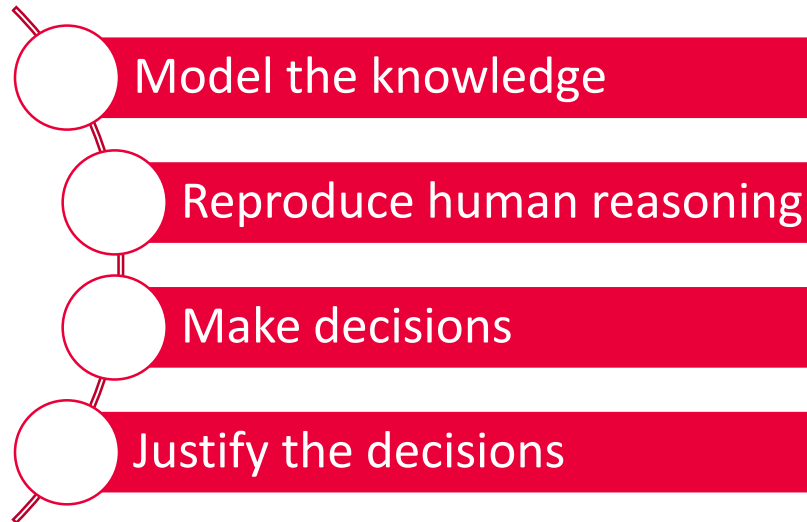 Model the knowledge
Reproduce human reasoning
Make decisions
Justify the decisions